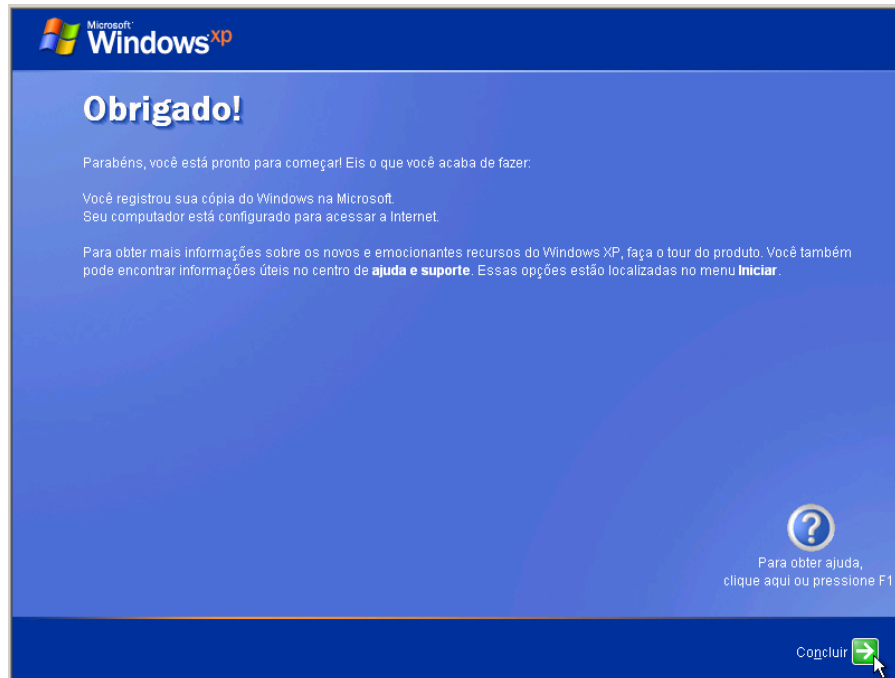 Microsoft
Windows xp
Obrigado!
Parabéns, você está pronto para começar! Eis o que você acaba de fazer:
Você registrou sua cópia do Windows na Microsoft.
Seu computador está configurado para acessar a Internet.
Para obter mais informações sobre os novos e emocionantes recursos do Windows XP, faça o tour do produto. Você também
pode encontrar informações úteis no centro de ajuda e suporte. Essas opções estão localizadas no menu Iniciar.
?
Para obter ajuda,
clique aqui ou pressione F1
Concluir